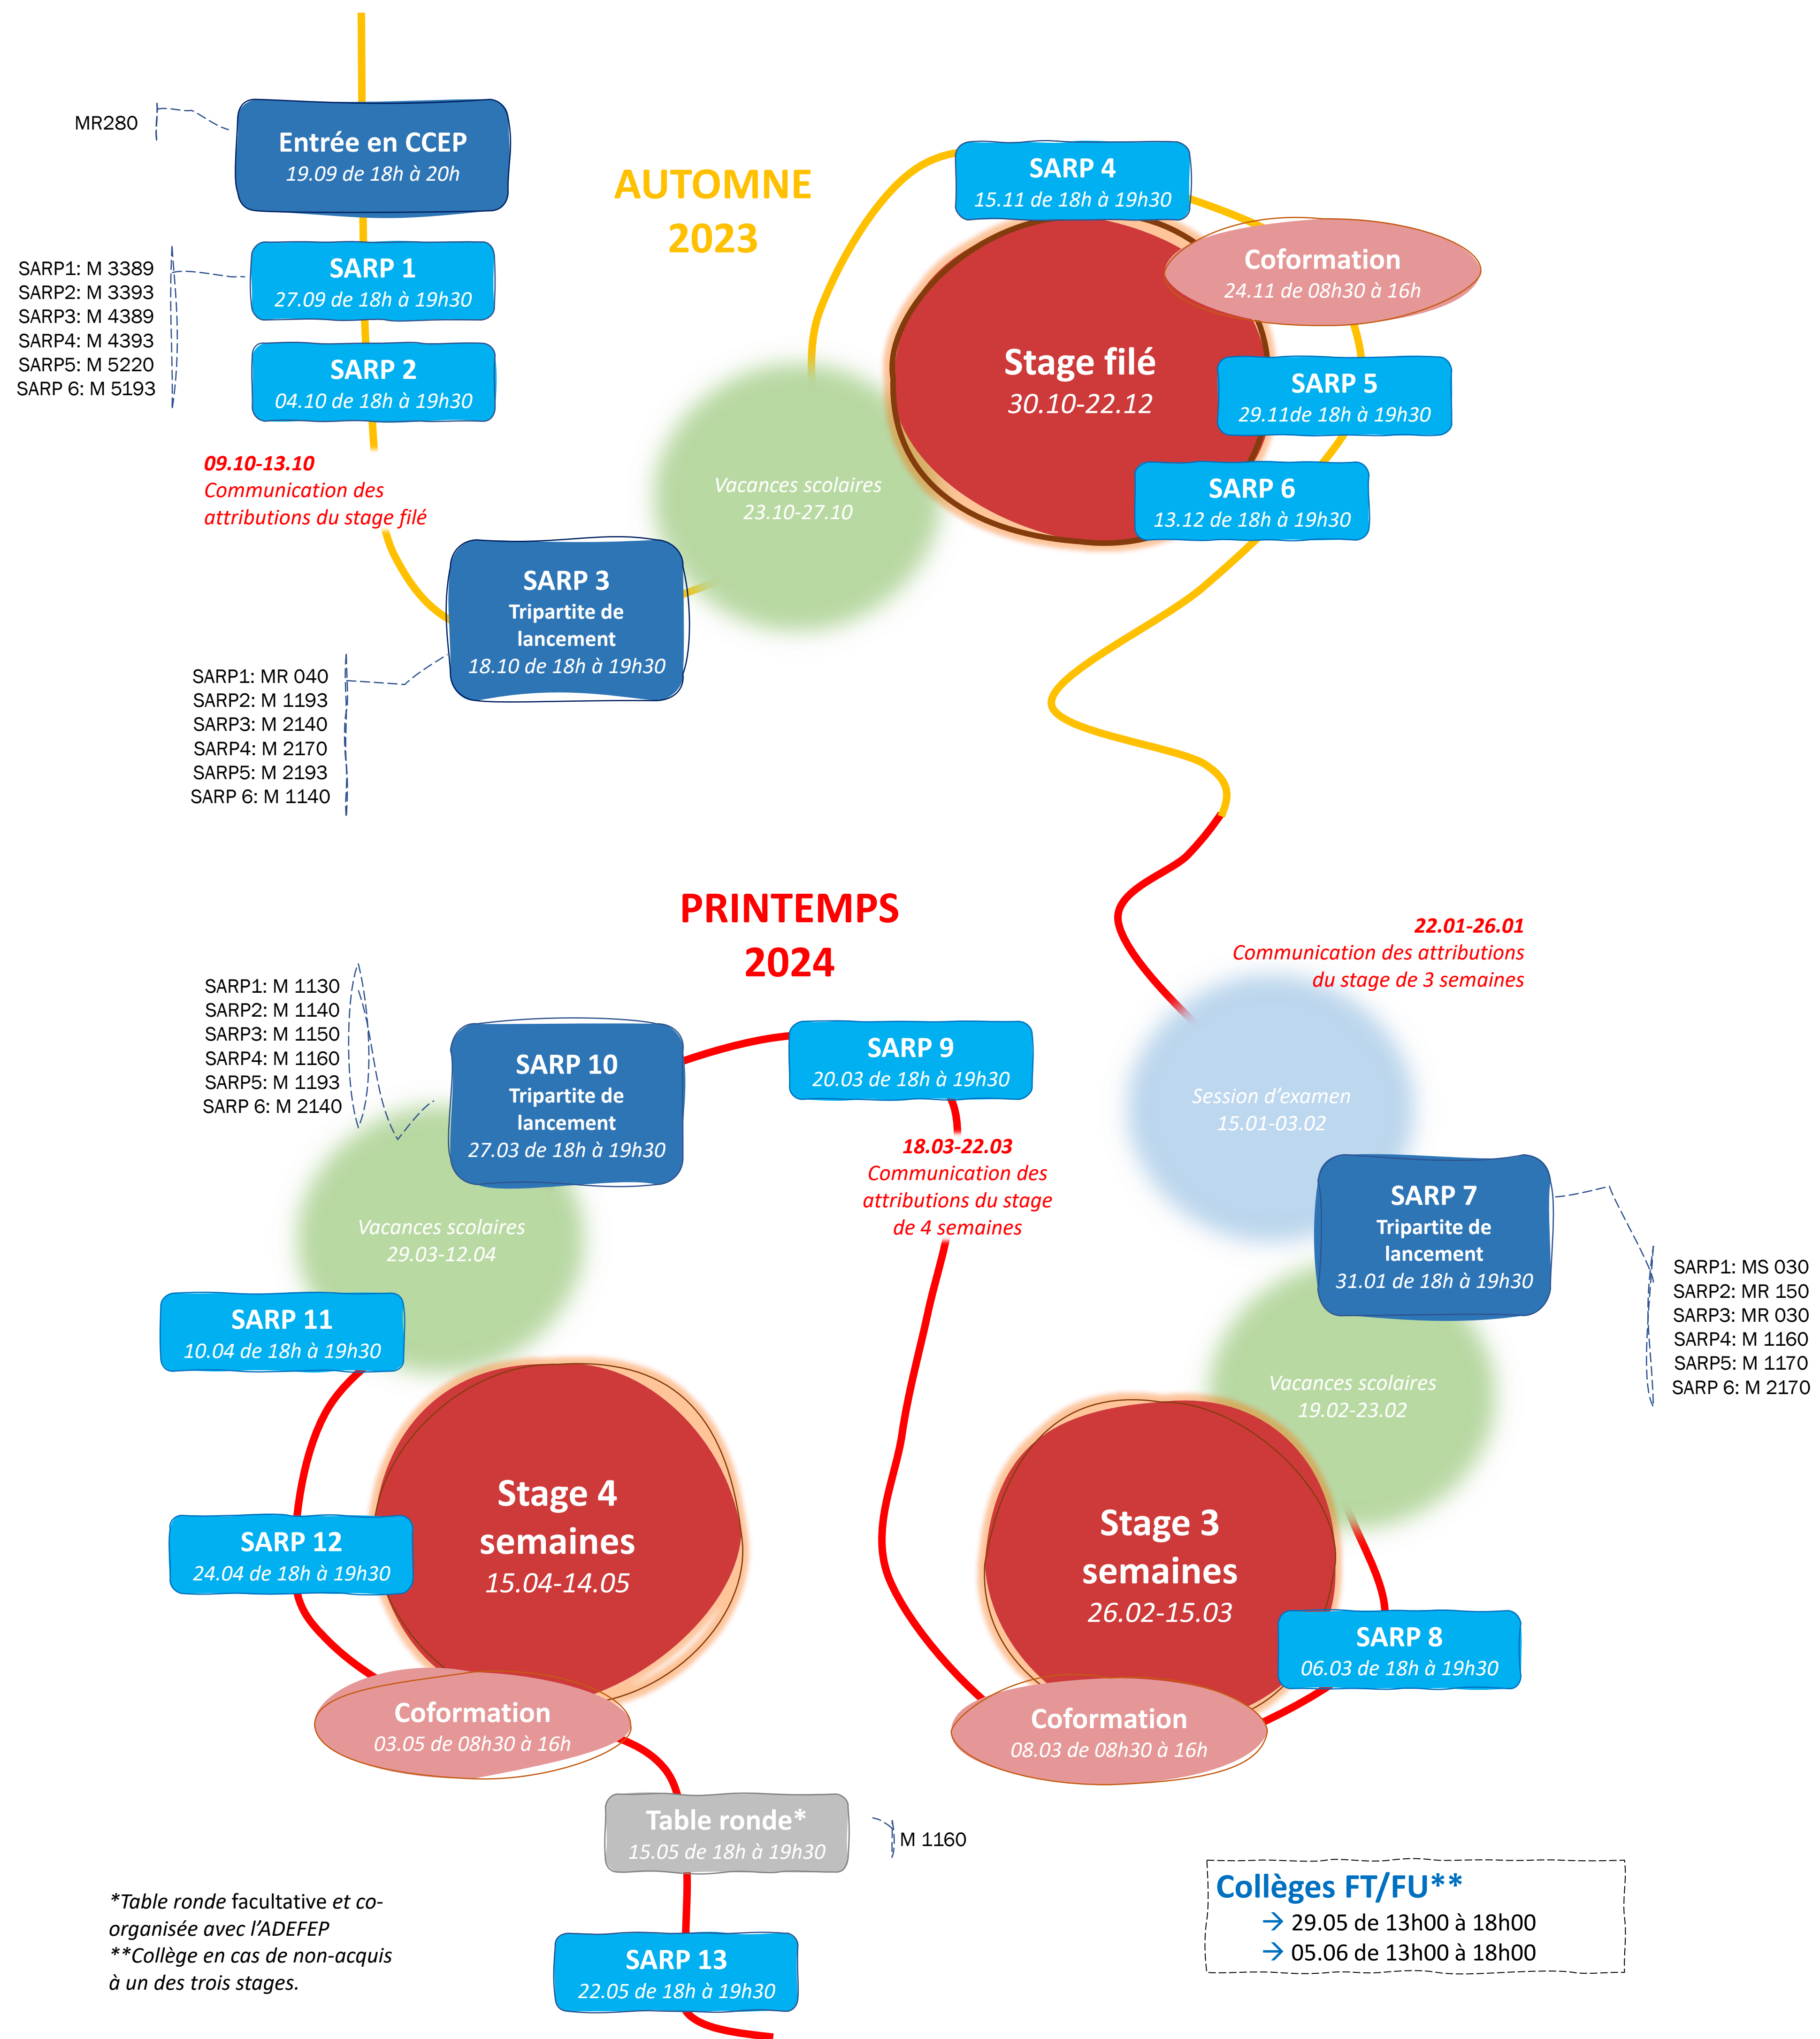 MR280
Entrée en CCEP
19.09 de 18h à 20h
AUTOMNE
2023
SARP1: M 3389
SARP2: M 3393
SARP3: M 4389
SARP4: M 4393
SARP5: M 5220
SARP 6: M 5193
SARP 1
27.09 de 18h à 19h30
SARP 2
04.10 de 18h à 19h30
09.10-13.10
Communication des
attributions du stage filé
SARP 3
Tripartite de
lancement
18.10 de 18h à 19h30
SARP1: MR 040
SARP2: M 1193
SARP3: M 2140
SARP4: M 2170
SARP5: M 2193
SARP 6: M 1140
Vacances scolaires
23.10-27.10
Stage filé
30.10-22.12
SARP 4
15.11 de 18h à 19h30
Coformation
24.11 de 08h30 à 16h
SARP 5
29.11de 18h à 19h30
SARP 6
13.12 de 18h à 19h30
PRINTEMPS
2024
22.01-26.01
Communication des attributions
du stage de 3 semaines
Session d’examen
15.01-03.02
SARP 7
Tripartite de
lancement
31.01 de 18h à 19h30
SARP1: MS 030
SARP2: MR 150
SARP3: MR 030
SARP4: M 1160
SARP5: M 1170
SARP 6: M 2170
Vacances scolaires
19.02-23.02
Stage 3
semaines
26.02-15.03
SARP 8
06.03 de 18h à 19h30
Coformation
08.03 de 08h30 à 16h
18.03-22.03
Communication des
attributions du stage
de 4 semaines
SARP 9
20.03 de 18h à 19h30
SARP 10
Tripartite de
lancement
27.03 de 18h à 19h30
SARP1: M 1130
SARP2: M 1140
SARP3: M 1150
SARP4: M 1160
SARP5: M 1193
SARP 6: M 2140
Vacances scolaires
29.03-12.04
SARP 11
10.04 de 18h à 19h30
Stage 4
semaines
15.04-14.05
SARP 12
24.04 de 18h à 19h30
Coformation
03.05 de 08h30 à 16h
Table ronde*
15.05 de 18h à 19h30
M 1160
SARP 13
22.05 de 18h à 19h30
*Table ronde facultative et co-
organisée avec l’ADEFEP
**Collège en cas de non-acquis
à un des trois stages.
Collèges FT/FU**
→ 29.05 de 13h00 à 18h00
→ 05.06 de 13h00 à 18h00